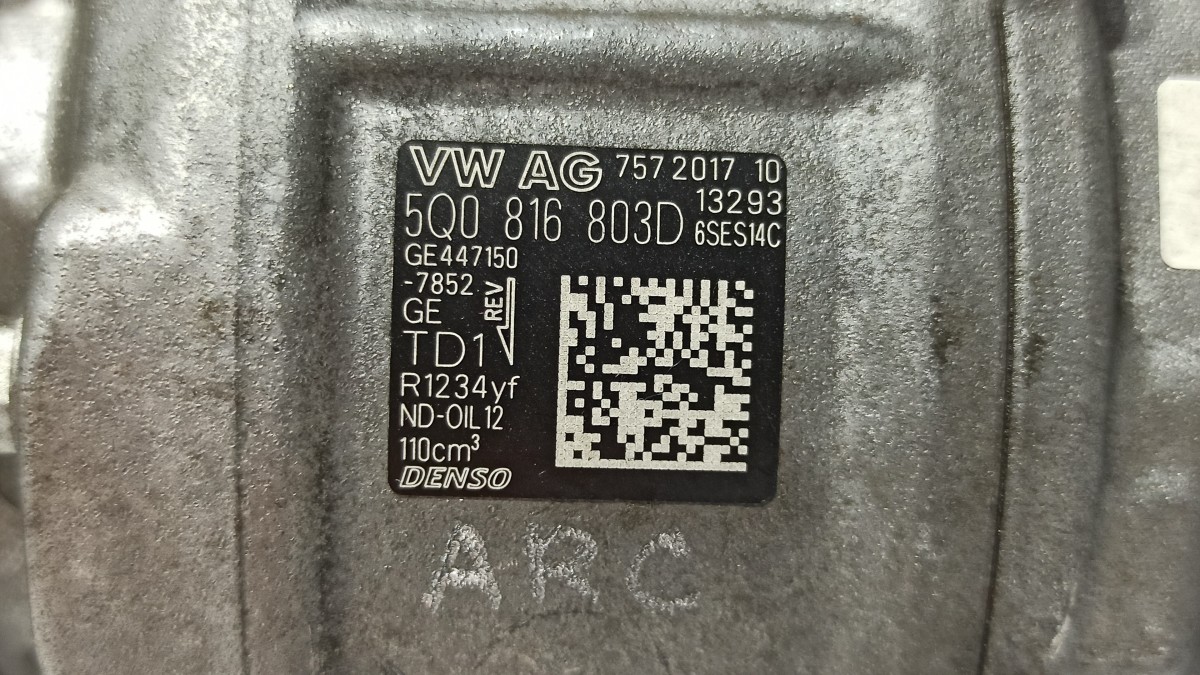 VW AG 757 2017 10
13293
5Q0 816 803D 6SES14C
GE447150
-7852
GE
REV
TD1
R1234yf
ND-OIL12
110cm³
DENSO
ARC